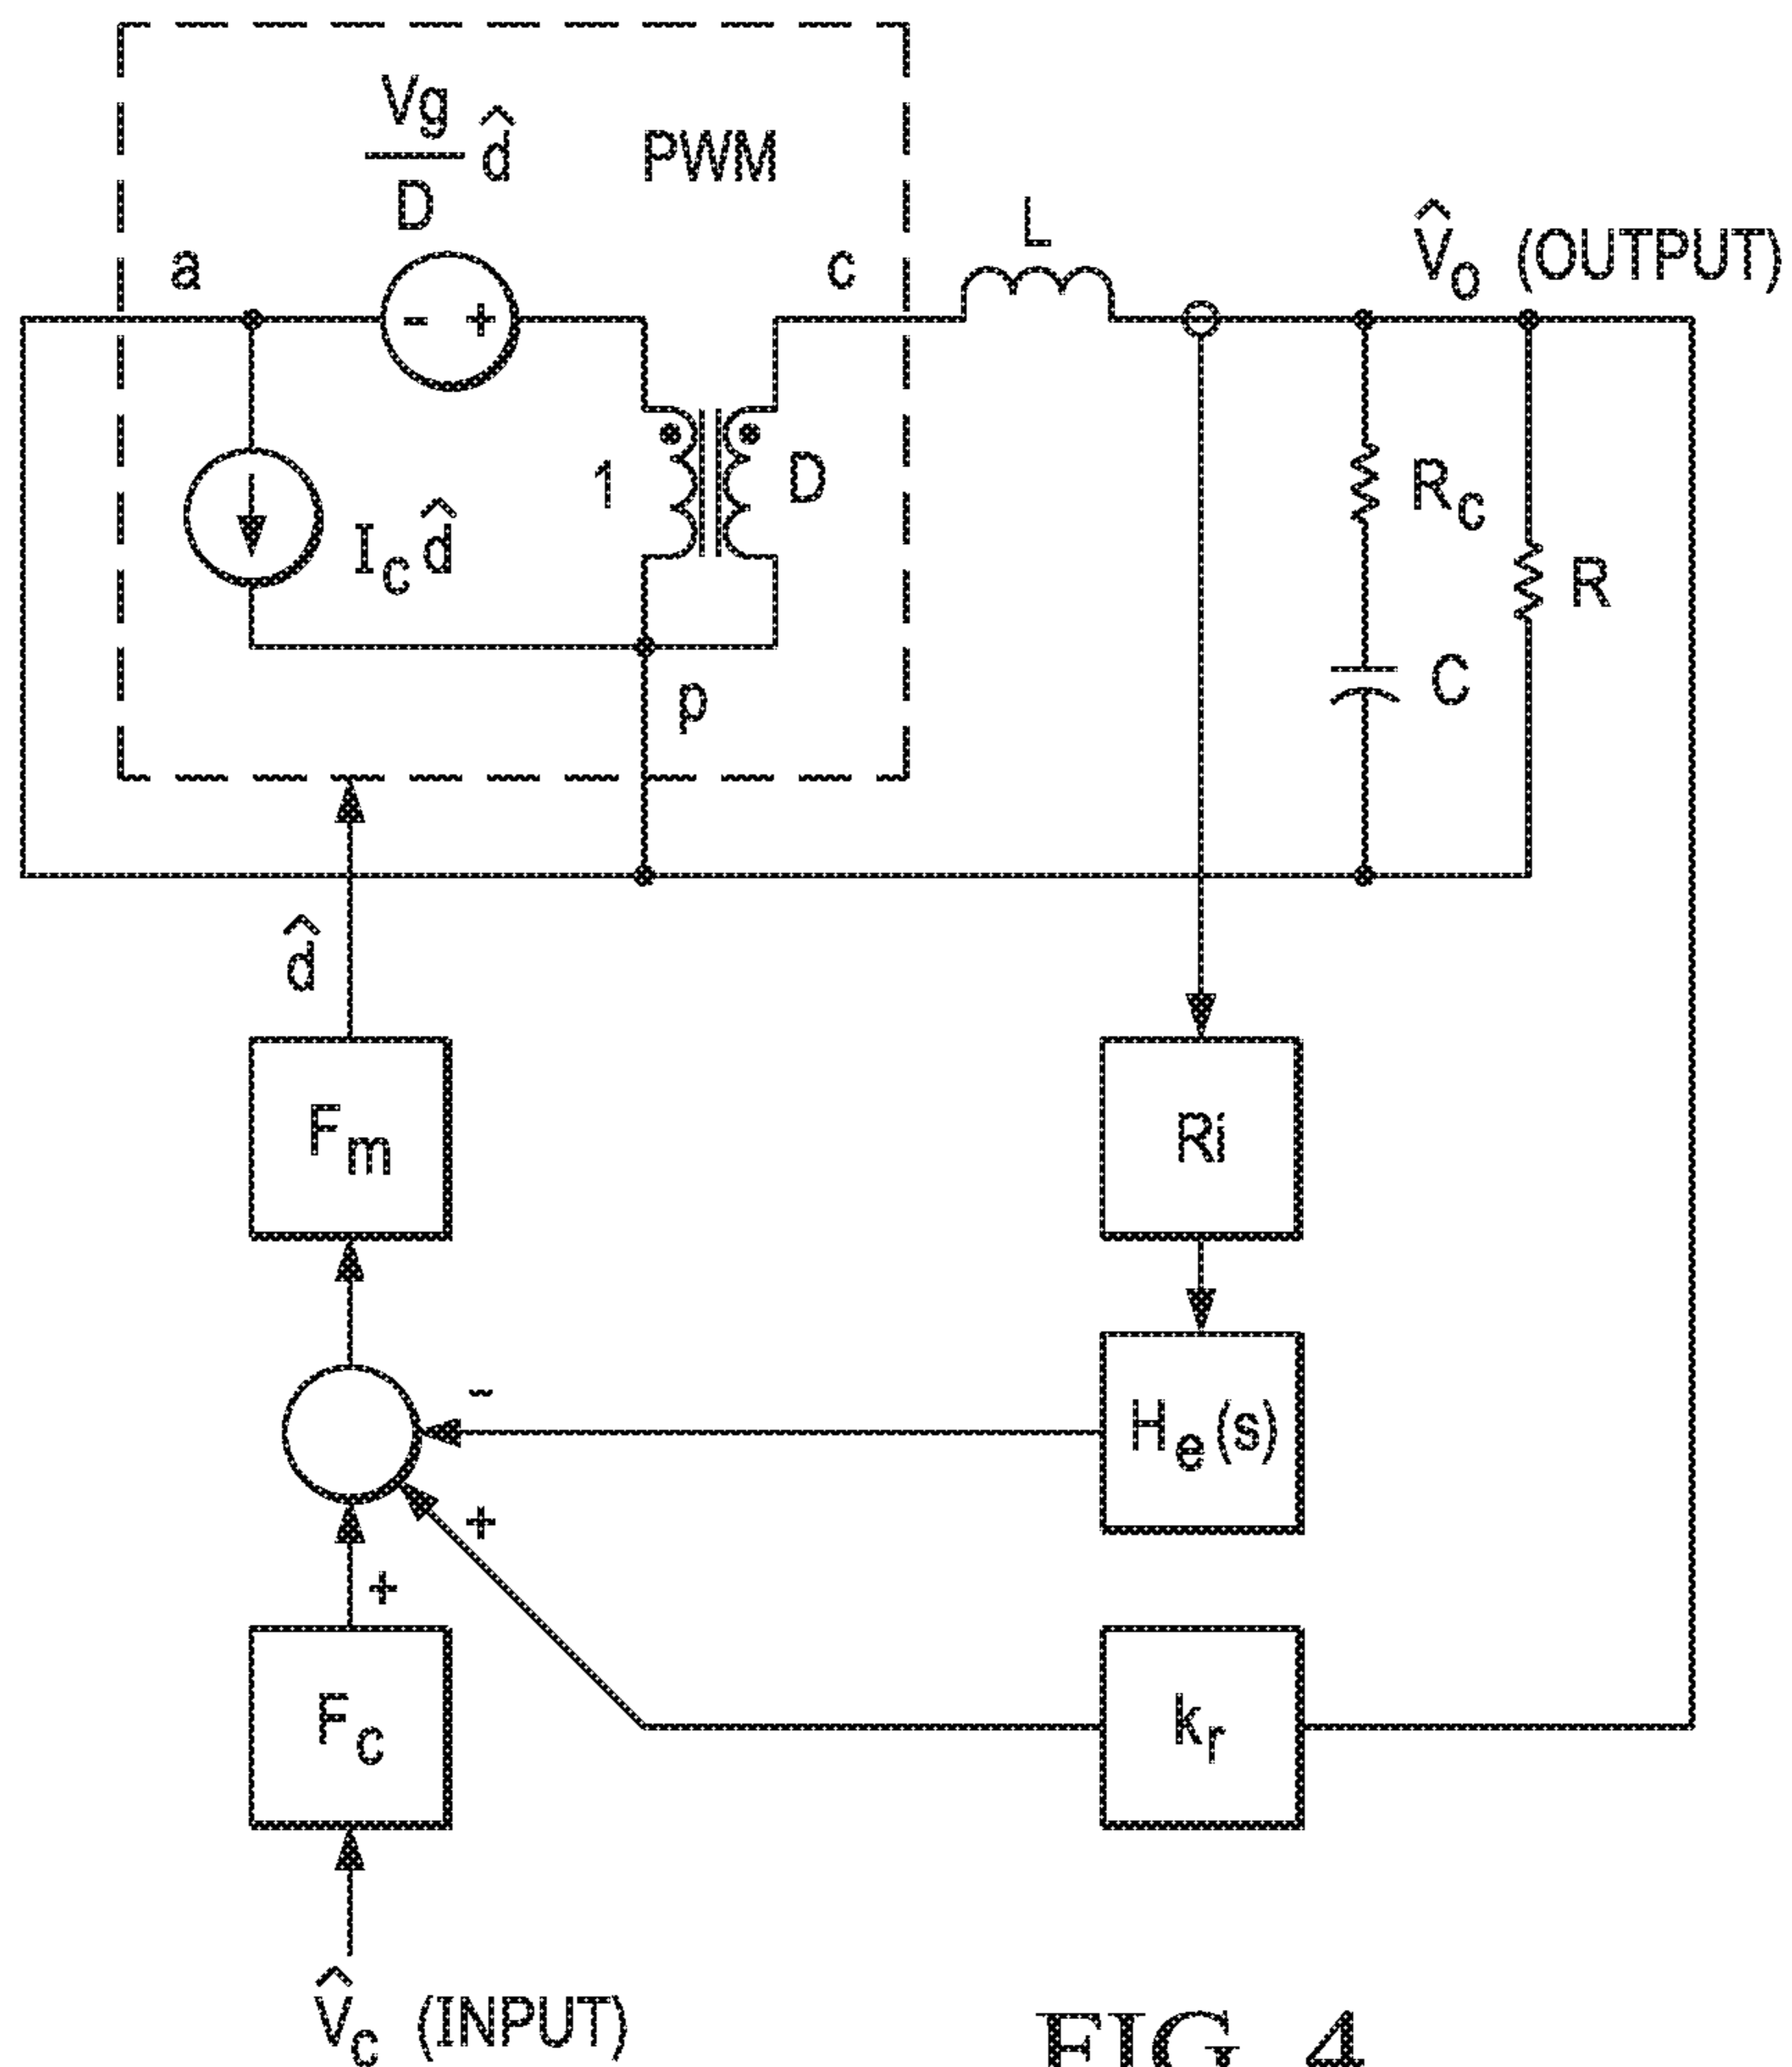 Vg
D
d̂
PWM
a
c
L
V̂o (OUTPUT)
- +
1
D
Ic d̂
Rc
R
C
p
d̂
Fm
Ri
-
He(s)
+
+
Fc
kr
V̂c (INPUT)
FIG. 4